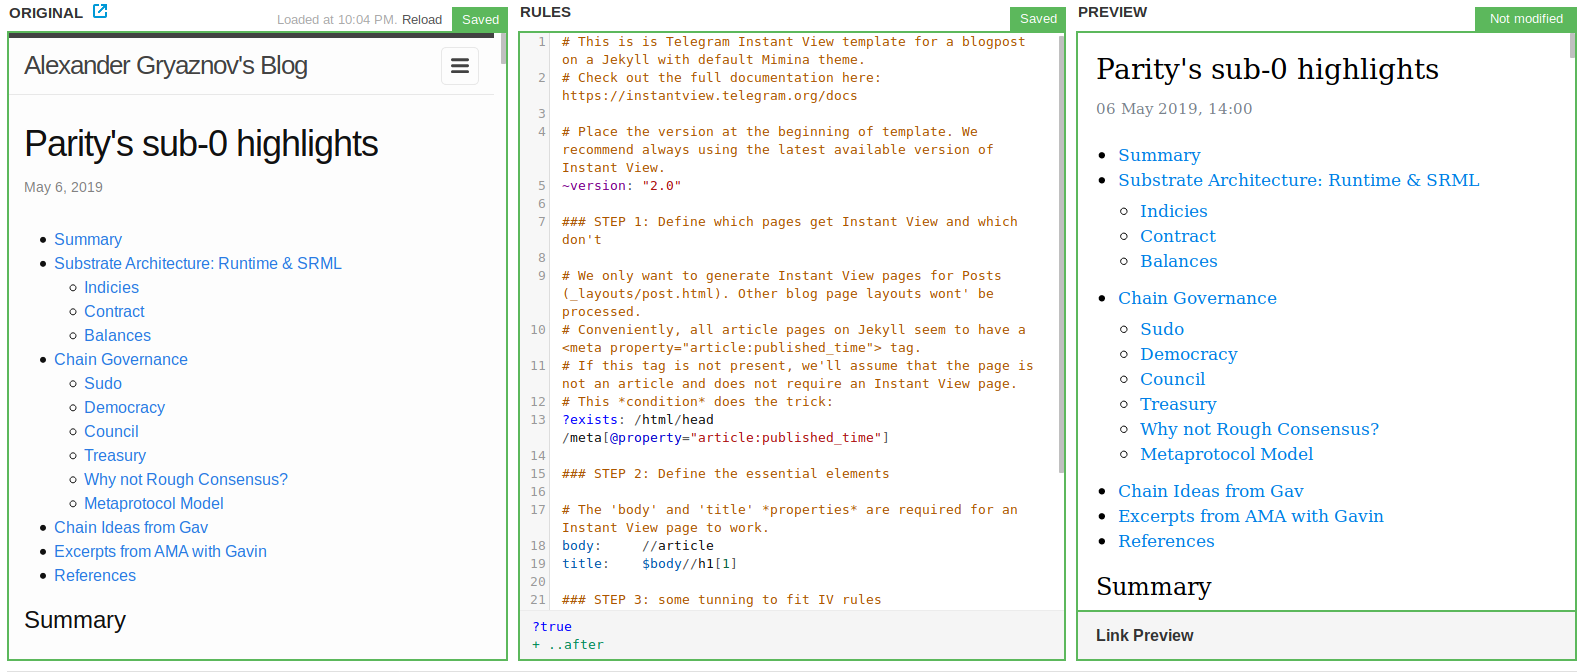 ORIGINAL
Loaded at 10:04 PM. Reload
Saved
Alexander Gryaznov's Blog
Parity's sub-0 highlights
May 6, 2019
Summary
Substrate Architecture: Runtime & SRML
Indicies
Contract
Balances
Chain Governance
Sudo
Democracy
Council
Treasury
Why not Rough Consensus?
Metaprotocol Model
Chain Ideas from Gav
Excerpts from AMA with Gavin
References
Summary
RULES
Saved
1 # This is is Telegram Instant View template for a blogpost
on a Jekyll with default Mimina theme.
2 # Check out the full documentation here:
https://instantview.telegram.org/docs
3
4 # Place the version at the beginning of template. We
recommend always using the latest available version of
Instant View.
5 ~version: "2.0"
6
7 ### STEP 1: Define which pages get Instant View and which
don't
8
9 # We only want to generate Instant View pages for Posts
(_layouts/post.html). Other blog page layouts wont' be
processed.
10 # Conveniently, all article pages on Jekyll seem to have a
<meta property="article:published_time"> tag.
11 # If this tag is not present, we'll assume that the page is
not an article and does not require an Instant View page.
12 # This *condition* does the trick:
13 ?exists: /html/head
/meta[@property="article:published_time"]
14
15 ### STEP 2: Define the essential elements
16
17 # The 'body' and 'title' *properties* are required for an
Instant View page to work.
18 body:     //article
19 title:    $body//h1[1]
20
21 ### STEP 3: some tunning to fit IV rules
?true
+ ..after
PREVIEW
Not modified
Parity's sub-0 highlights
06 May 2019, 14:00
Summary
Substrate Architecture: Runtime & SRML
Indicies
Contract
Balances
Chain Governance
Sudo
Democracy
Council
Treasury
Why not Rough Consensus?
Metaprotocol Model
Chain Ideas from Gav
Excerpts from AMA with Gavin
References
Summary
Link Preview